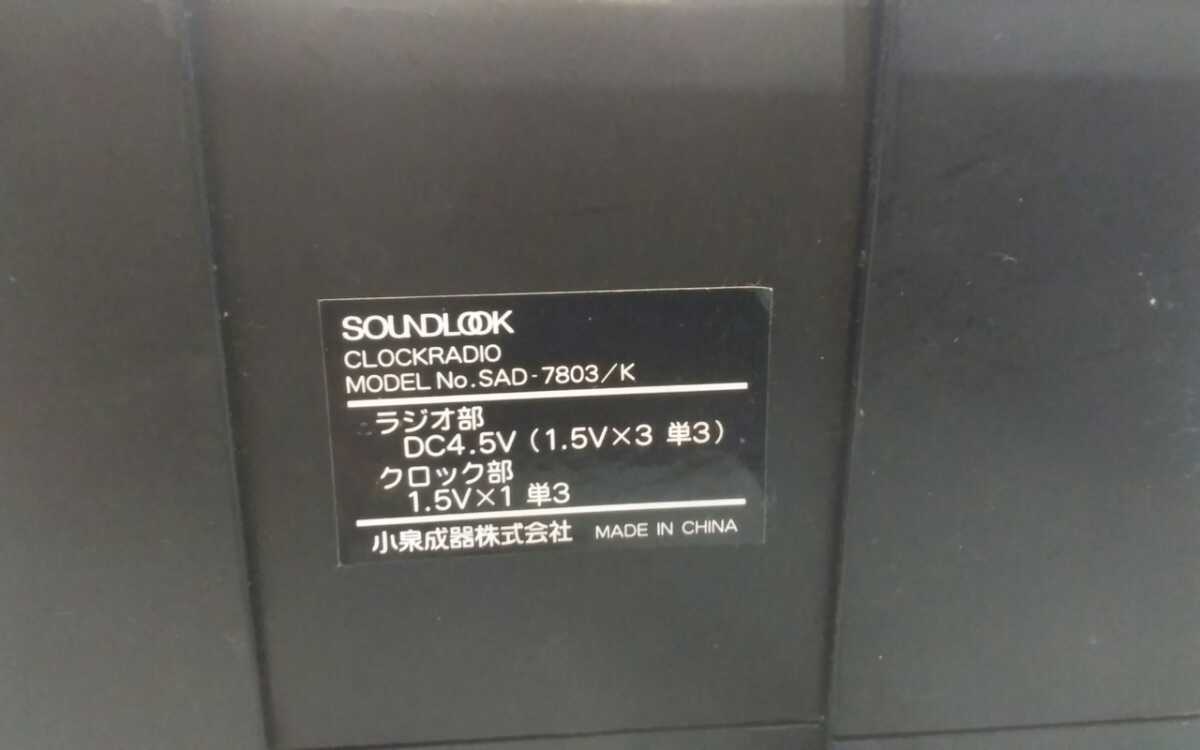 SOUNDLOOK
CLOCKRADIO
MODEL No.SAD-7803/K
ラジオ部
DC4.5V (1.5V×3 単3)
クロック部
1.5V×1 単3
小泉成器株式会社 MADE IN CHINA